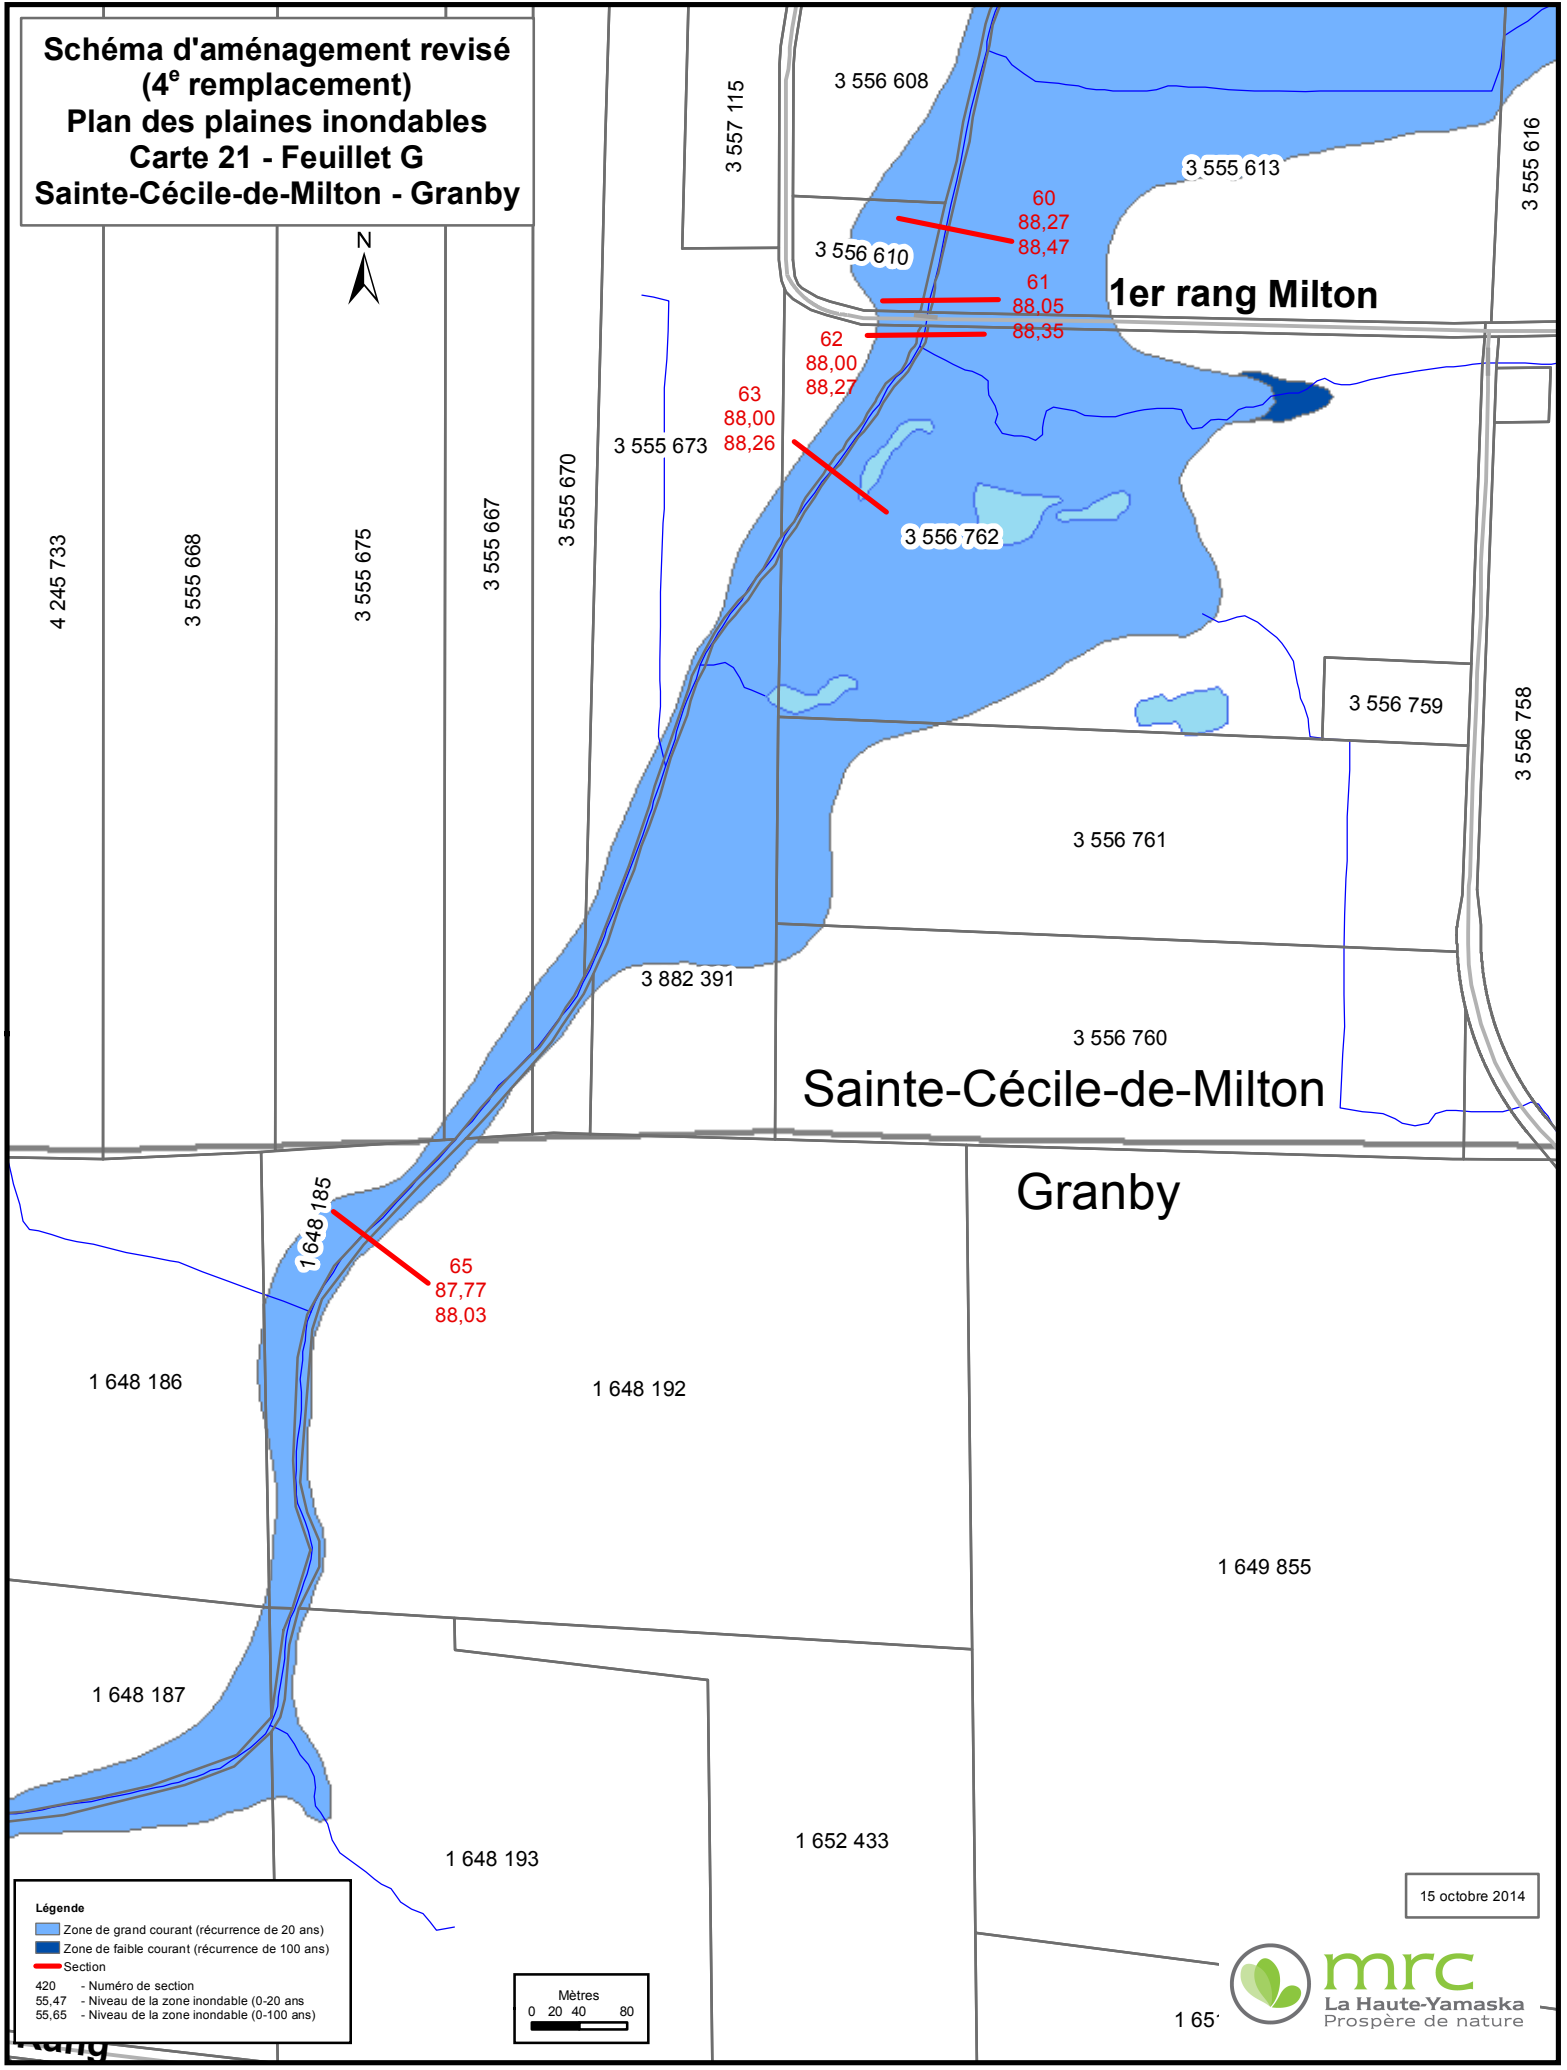 Schéma d'aménagement revisé
(4e remplacement)
Plan des plaines inondables
Carte 21 - Feuillet G
Sainte-Cécile-de-Milton - Granby
N
3 557 115
3 556 608
3 555 613
3 555 616
60
88,27
88,47
3 556 610
61
88,05
88,35
1er rang Milton
62
88,00
88,27
63
88,00
88,26
3 555 673
3 555 670
3 555 667
3 555 675
3 555 668
4 245 733
3 556 762
3 556 759
3 556 758
3 556 761
3 882 391
3 556 760
Sainte-Cécile-de-Milton
Granby
1 648 185
65
87,77
88,03
1 648 186
1 648 192
1 649 855
1 648 187
1 648 193
1 652 433
15 octobre 2014
Légende
Zone de grand courant (récurrence de 20 ans)
Zone de faible courant (récurrence de 100 ans)
Section
420 - Numéro de section
55,47 - Niveau de la zone inondable (0-20 ans
55,65 - Niveau de la zone inondable (0-100 ans)
Mètres
0 20 40 80
mrc
La Haute-Yamaska
Prospère de nature